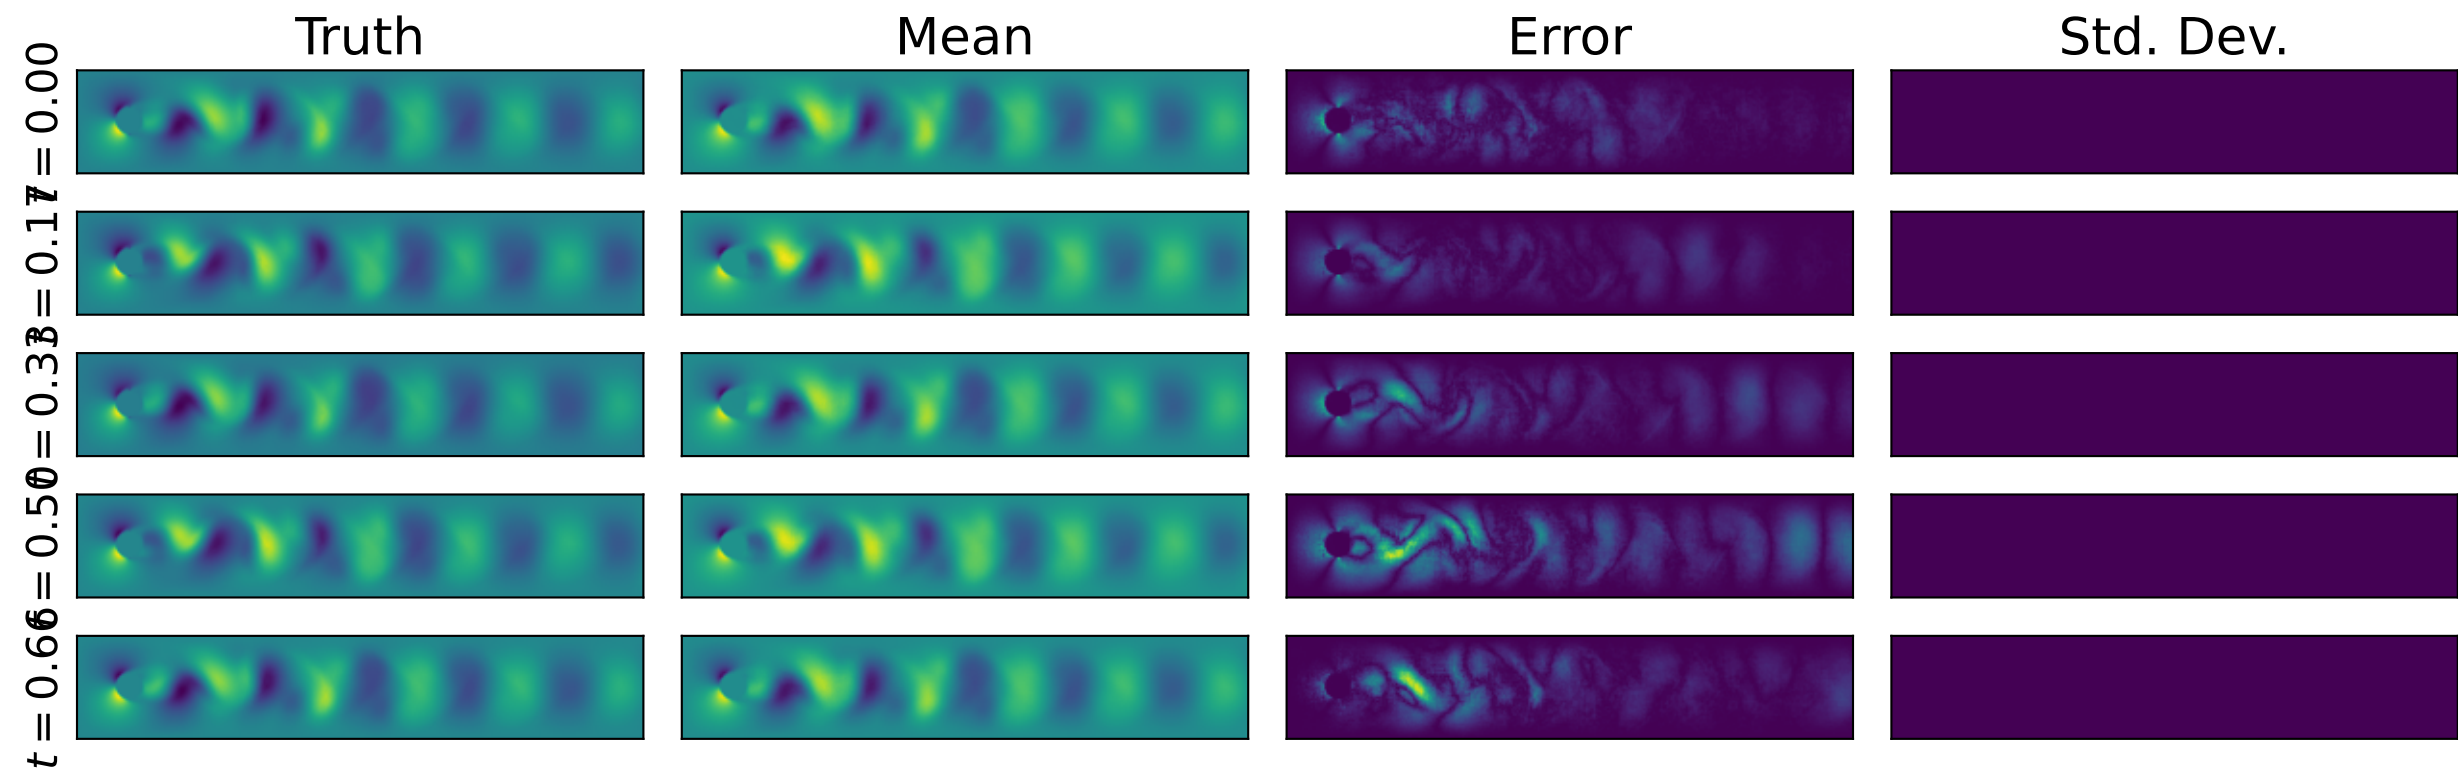 Truth
Mean
Error
Std. Dev.
t = 0.00
t = 0.17
t = 0.33
t = 0.50
t = 0.66